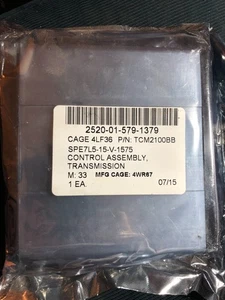 2520-01-579-1379
CAGE 4LF36 P/N: TCM2100BB
SPE7L5-15-V-1575
CONTROL ASSEMBLY,
TRANSMISSION
M: 33 MFG CAGE: 4WR67
1 EA 07/15